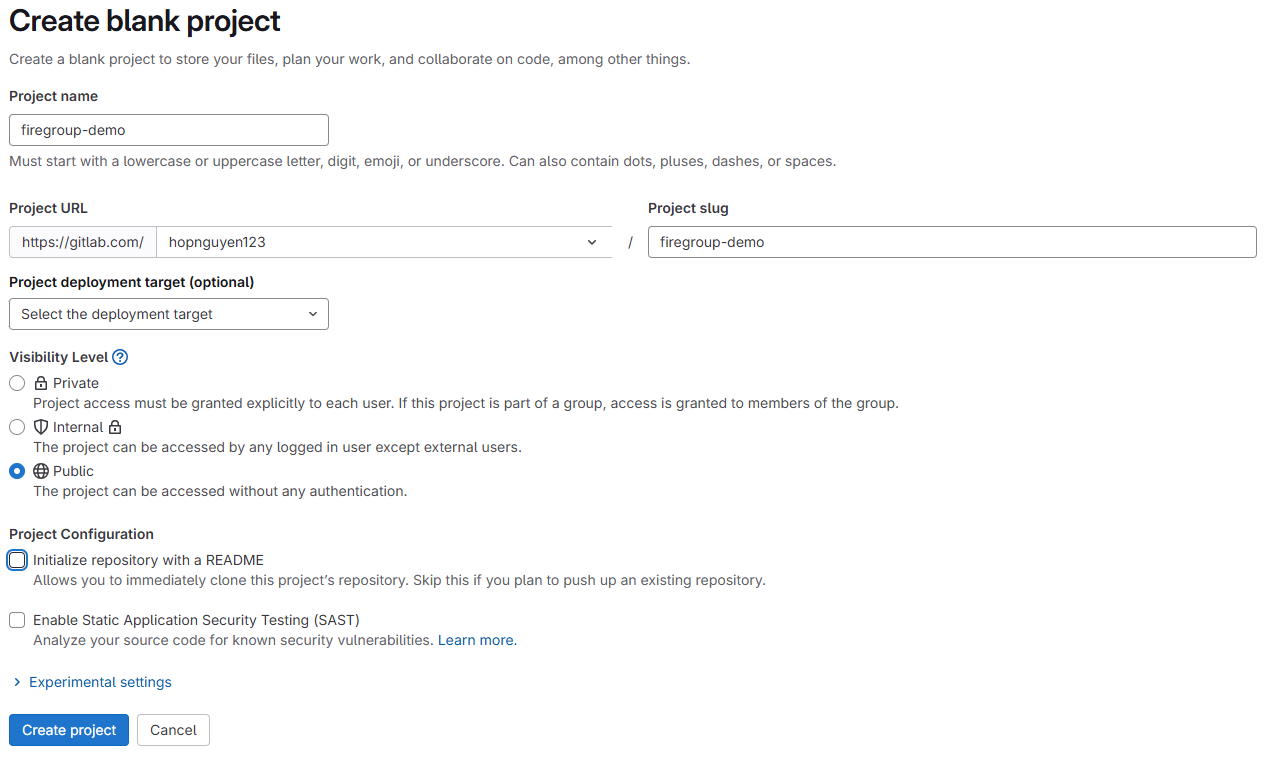 Create blank project
Create a blank project to store your files, plan your work, and collaborate on code, among other things.
Project name
firegroup-demo
Must start with a lowercase or uppercase letter, digit, emoji, or underscore. Can also contain dots, pluses, dashes, or spaces.
Project URL
https://gitlab.com/ hopnguyen123
/
Project slug
firegroup-demo
Project deployment target (optional)
Select the deployment target
Visibility Level
Private
Project access must be granted explicitly to each user. If this project is part of a group, access is granted to members of the group.
Internal
The project can be accessed by any logged in user except external users.
Public
The project can be accessed without any authentication.
Project Configuration
Initialize repository with a README
Allows you to immediately clone this project’s repository. Skip this if you plan to push up an existing repository.
Enable Static Application Security Testing (SAST)
Analyze your source code for known security vulnerabilities. Learn more.
Experimental settings
Create project
Cancel